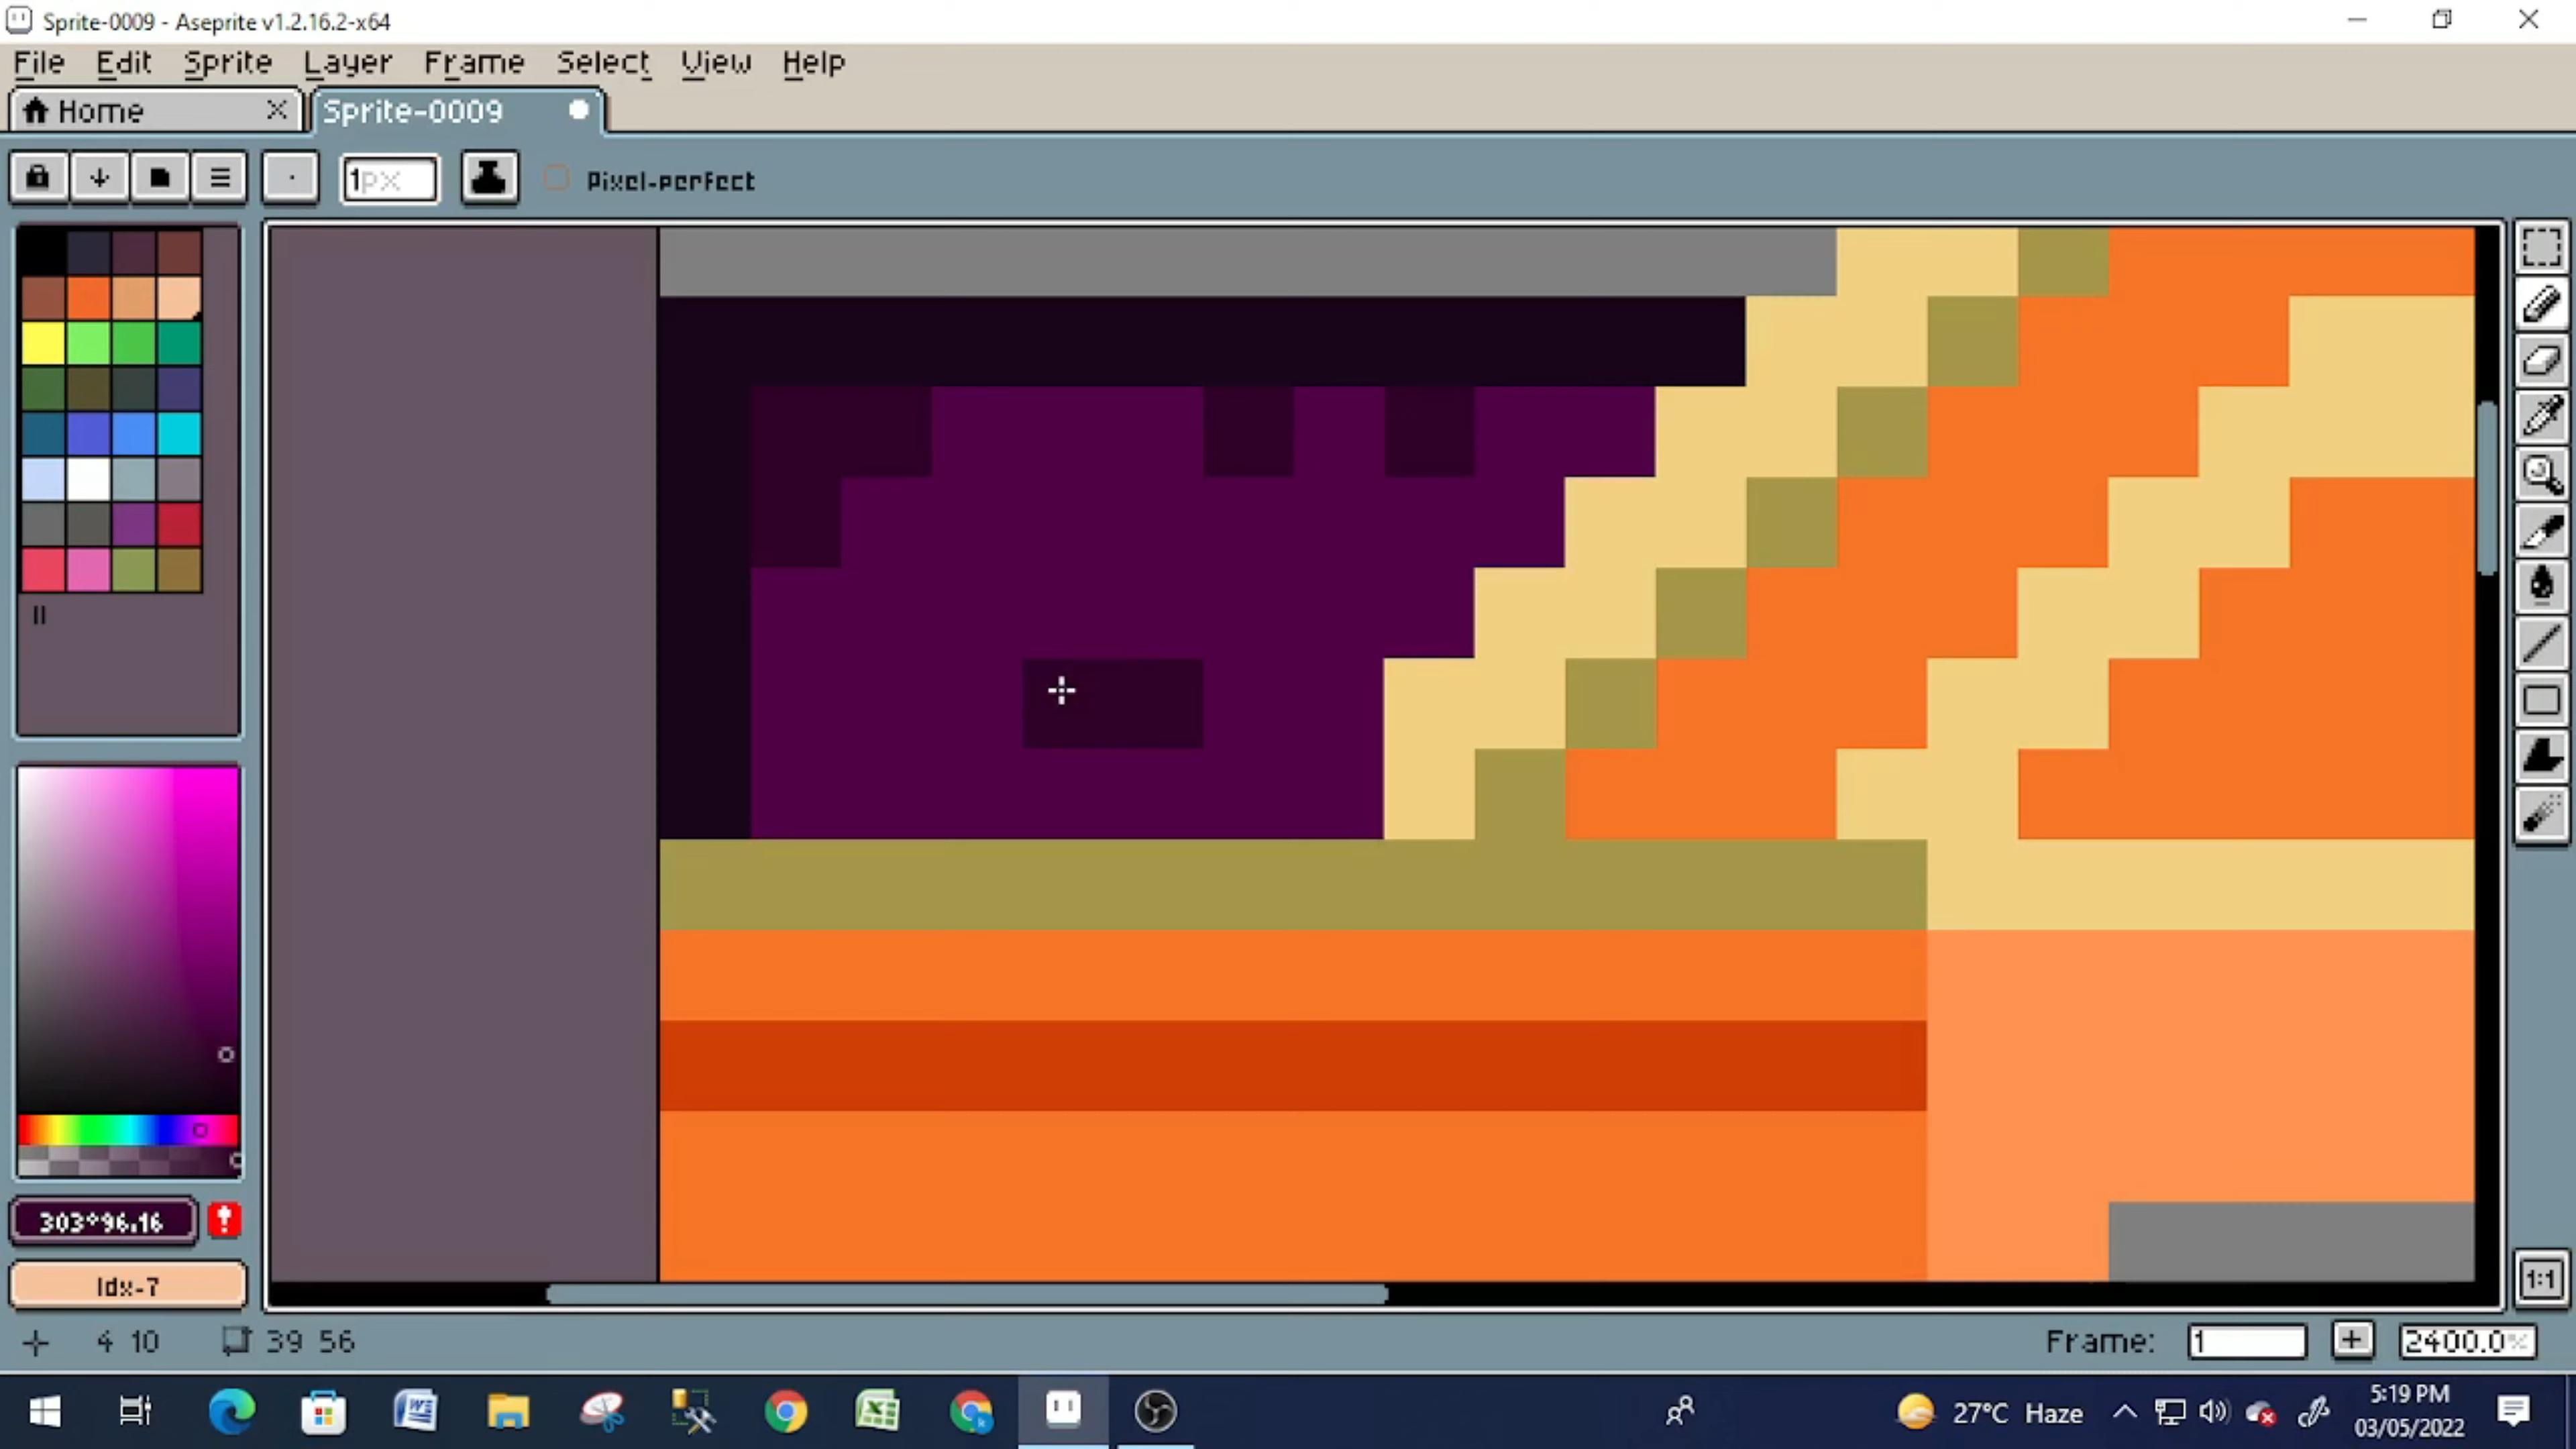 Sprite-0009 - Aseprite v1.2.16.2-x64
File Edit Sprite Layer Frame Select View Help
Home Sprite-0009
1px Pixel-perfect
303°96.16
Idx-7
4 10 39 56 Frame: 1 2400.0%
1:1
27°C Haze
5:19 PM
03/05/2022